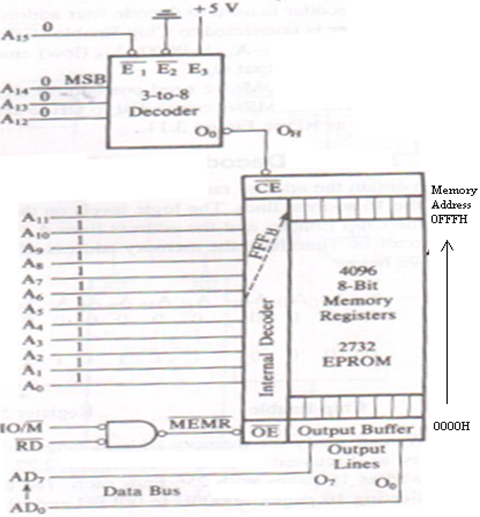 +5 V
A15 0
E1 E2 E3
A14 0 MSB
A13 0
A12 0
3-to-8
Decoder
O0
OH
CE
Memory
Address
0FFFH
A11 1
A10 1
A9 1
A8 1
A7 1
A6 1
A5 1
A4 1
A3 1
A2 1
A1 1
A0 1
Internal Decoder
FFFH
4096
8-Bit
Memory
Registers
2732
EPROM
0000H
IO/M
RD
MEMR
OE
Output Buffer
Output
Lines
AD7
O7
O0
Data Bus
AD0